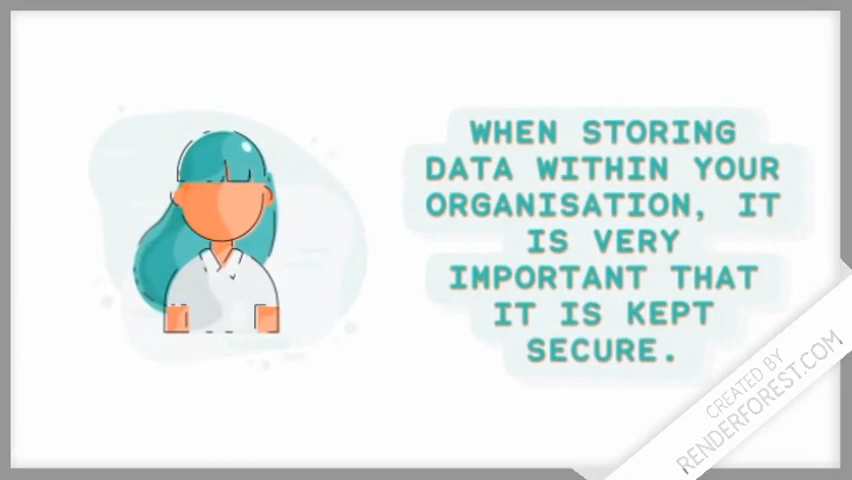 WHEN STORING
DATA WITHIN YOUR
ORGANISATION, IT
IS VERY
IMPORTANT THAT
IT IS KEPT
SECURE.
CREATED BY
RENDERFOREST.COM